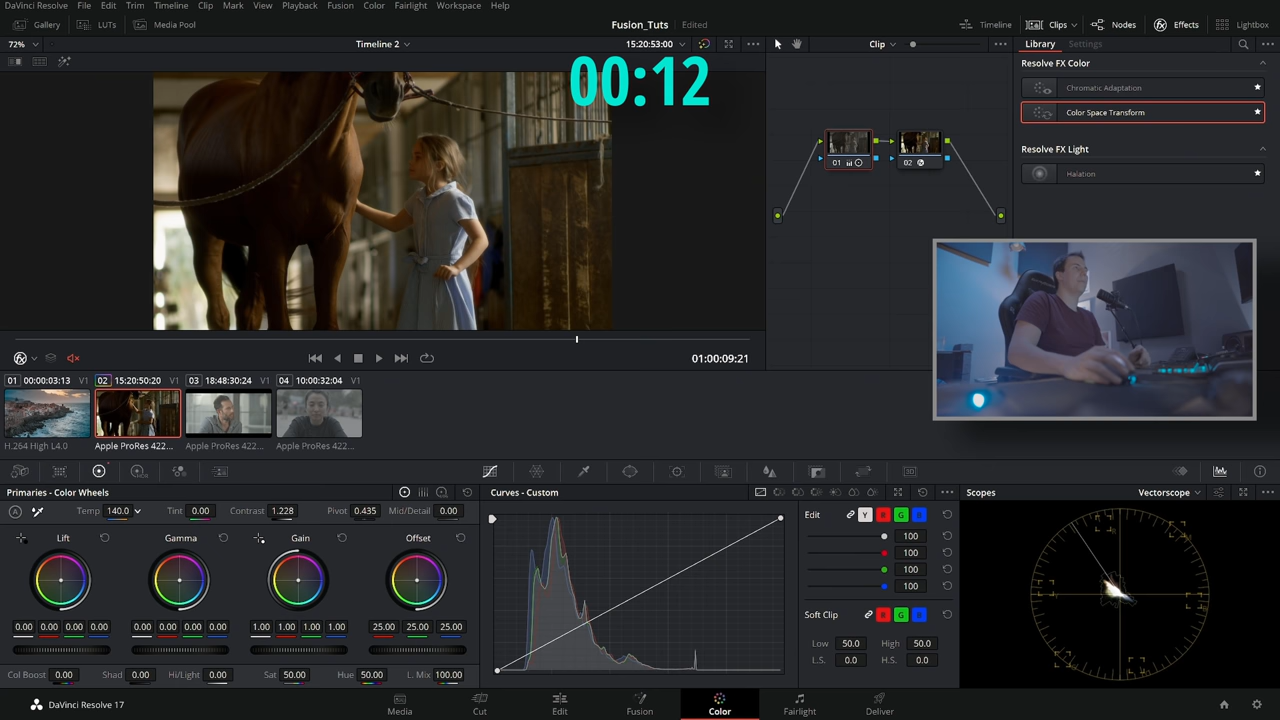 DaVinci Resolve File Edit Trim Timeline Clip Mark View Playback Fusion Color Fairlight Workspace Help
Gallery LUTs Media Pool Fusion_Tuts Edited Timeline Clips Nodes Effects Lightbox
72% Timeline 2 15:20:53:00 Clip Library Settings
00:12
Resolve FX Color
Chromatic Adaptation
Color Space Transform
Resolve FX Light
Halation
01 02
01:00:09:21
01 00:00:03:13 V1 02 15:20:50:20 V1 03 18:48:30:24 V1 04 10:00:32:04 V1
H.264 High L4.0 Apple ProRes 422... Apple ProRes 422... Apple ProRes 422...
Primaries - Color Wheels Curves - Custom Scopes Vectorscope
Temp 140.0 Tint 0.00 Contrast 1.228 Pivot 0.435 Mid/Detail 0.00
Lift Gamma Gain Offset
0.00 0.00 0.00 0.00 0.00 0.00 0.00 0.00 1.00 1.00 1.00 1.00 25.00 25.00 25.00
Col Boost 0.00 Shad 0.00 Hi/Light 0.00 Sat 50.00 Hue 50.00 L. Mix 100.00
Edit Y R G B
100
100
100
100
Soft Clip R G B
Low 50.0 High 50.0
L.S. 0.0 H.S. 0.0
DaVinci Resolve 17 Media Cut Edit Fusion Color Fairlight Deliver